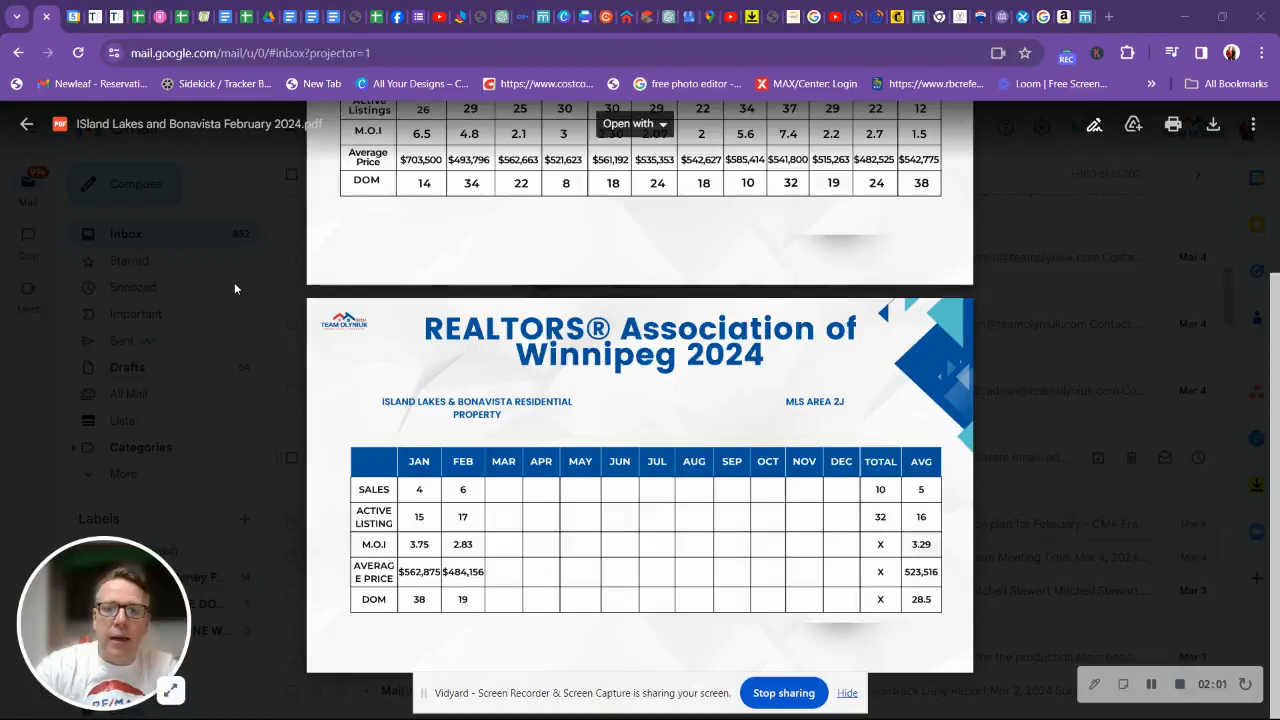 mail.google.com/mail/u/0/#inbox?projector=1
REC
Newleaf - Reservati...
Sidekick / Tracker B...
New Tab
All Your Designs – C...
https://www.costco...
free photo editor -...
MAX/Center: Login
https://www.rbcrefe...
Loom | Free Screen...
»
All Bookmarks
ISland Lakes and Bonavista February 2024.pdf
Open with
99+
Mail
Chat
Meet
Compose
Inbox 852
Starred
Snoozed
Important
Sent
Drafts 64
All Mail
Lists
Categories
More
Labels
Active Listings 26 29 25 30 30 29 22 34 37 29 22 12
M.O.I 6.5 4.8 2.1 3 2.30 2.07 2 5.6 7.4 2.2 2.7 1.5
Average Price $703,500 $493,796 $562,663 $521,623 $561,192 $535,353 $542,627 $585,414 $541,800 $515,263 $482,525 $542,775
DOM 14 34 22 8 18 24 18 10 32 19 24 38
TEAM OLYNIUK
REALTORS® Association of
Winnipeg 2024
ISLAND LAKES & BONAVISTA RESIDENTIAL
PROPERTY
MLS AREA 2J
JAN FEB MAR APR MAY JUN JUL AUG SEP OCT NOV DEC TOTAL AVG
SALES 4 6 10 5
ACTIVE LISTING 15 17 32 16
M.O.I 3.75 2.83 X 3.29
AVERAG E PRICE $562,875 $484,156 X 523,516
DOM 38 19 X 28.5
Mar 4
Mar 4
Mar 4
Mar 3
Vidyard - Screen Recorder & Screen Capture is sharing your screen.
Stop sharing
Hide
02:01
RE/MAX